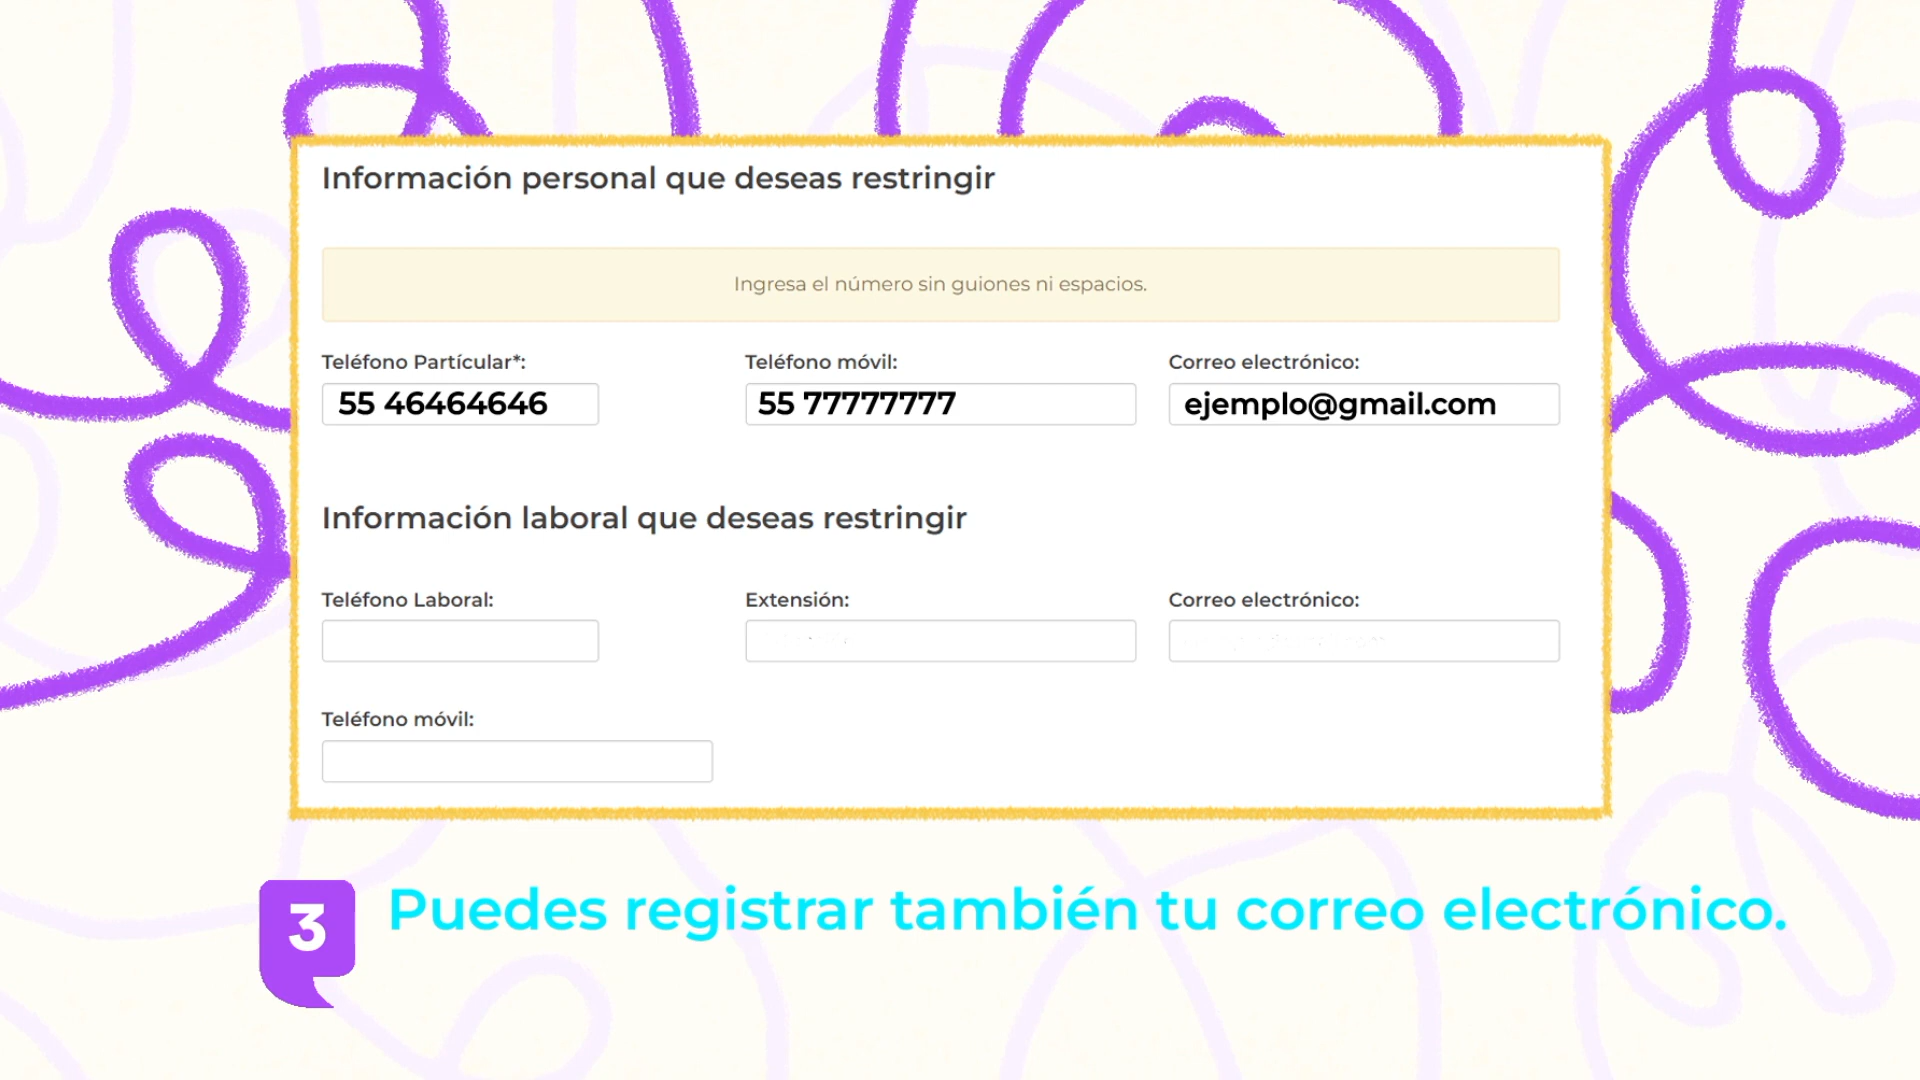 Información personal que deseas restringir
Ingresa el número sin guiones ni espacios.
Teléfono Partícular*:
Teléfono móvil:
Correo electrónico:
55 46464646
55 77777777
ejemplo@gmail.com
Información laboral que deseas restringir
Teléfono Laboral:
Extensión:
Correo electrónico:
Teléfono móvil:
3
Puedes registrar también tu correo electrónico.